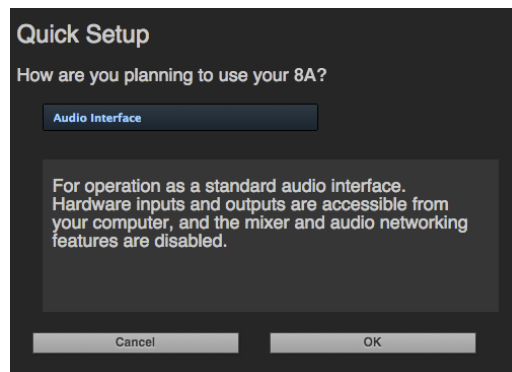 Quick Setup
How are you planning to use your 8A?
Audio Interface
For operation as a standard audio interface.
Hardware inputs and outputs are accessible from
your computer, and the mixer and audio networking
features are disabled.
Cancel
OK